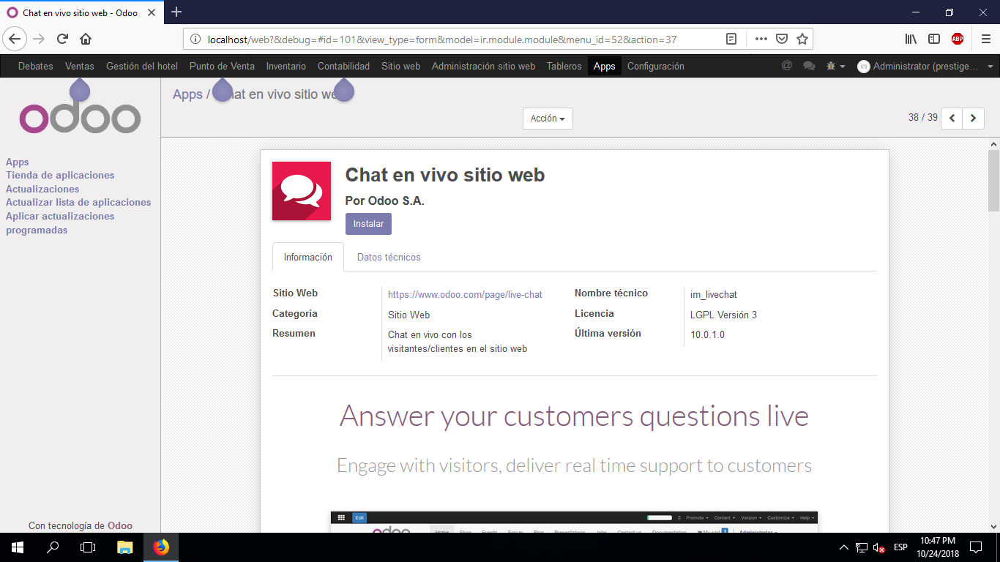 Chat en vivo sitio web - Odoo
localhost/web?&debug=#id=101&view_type=form&model=ir.module.module&menu_id=52&action=37
ABP
Debates Ventas Gestión del hotel Punto de Venta Inventario Contabilidad Sitio web Administración sitio web Tableros Apps Configuración @ Administrator (prestige...
odoo
Apps / Chat en vivo sitio web
Acción
38 / 39
Apps
Tienda de aplicaciones
Actualizaciones
Actualizar lista de aplicaciones
Aplicar actualizaciones
programadas
Chat en vivo sitio web
Por Odoo S.A.
Instalar
Información Datos técnicos
Sitio Web https://www.odoo.com/page/live-chat Nombre técnico im_livechat
Categoría Sitio Web Licencia LGPL Versión 3
Resumen Chat en vivo con los Última versión 10.0.1.0
visitantes/clientes en el sitio web
Answer your customers questions live
Engage with visitors, deliver real time support to customers
Edit Promote Content Version Customize Help
odoo Home Shop Events Forum Blog Presentations Jobs Contact us Documentation My cart Administrator
Con tecnología de Odoo
ESP
10:47 PM
10/24/2018